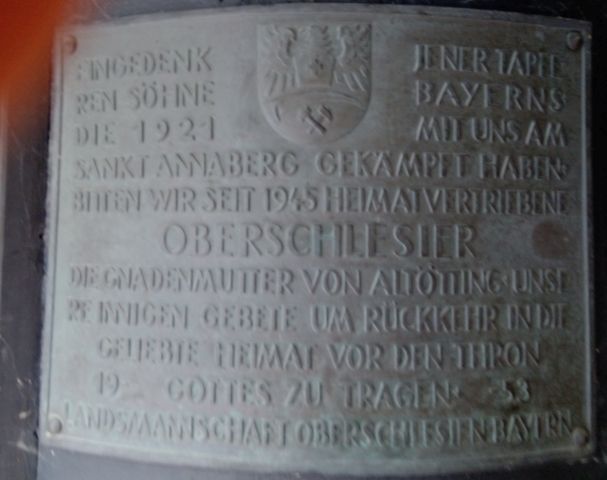 EINGEDENK JENER TAPFE
REN SÖHNE BAYERNS
DIE 1921 MIT UNS AM
SANKT ANNABERG GEKÄMPFT HABEN·
BITTEN WIR SEIT 1945 HEIMATVERTRIEBENE
OBERSCHLESIER
DIE GNADENMUTTER VON ALTÖTTING·UNSE
RE INNIGEN GEBETE UM RÜCKKEHR IN DIE
GELIEBTE HEIMAT VOR DEN THRON
19· GOTTES ZU TRAGEN· 53
LANDSMANNSCHAFT OBERSCHLESIEN BAYERN